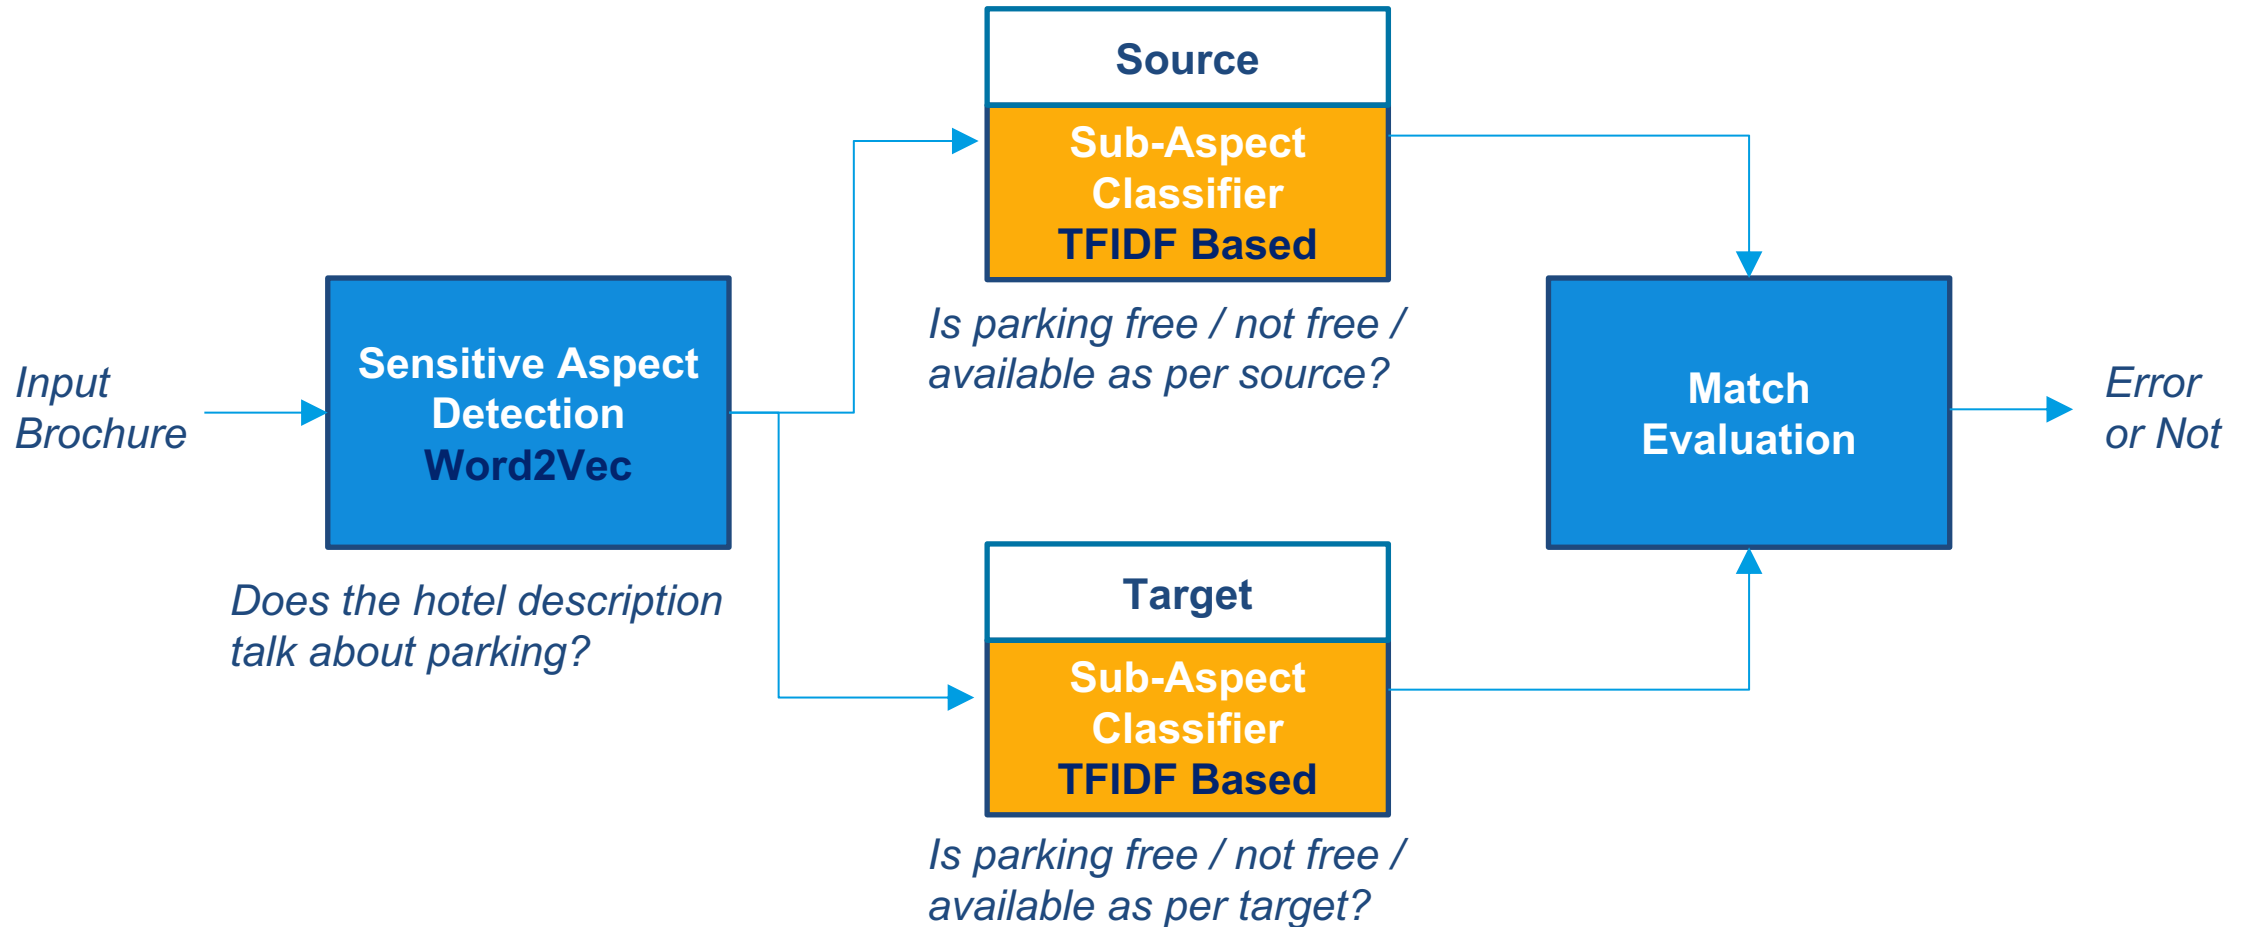 Input
Brochure
Sensitive Aspect
Detection
Word2Vec
Does the hotel description
talk about parking?
Source
Sub-Aspect
Classifier
TFIDF Based
Is parking free / not free /
available as per source?
Target
Sub-Aspect
Classifier
TFIDF Based
Is parking free / not free /
available as per target?
Match
Evaluation
Error
or Not